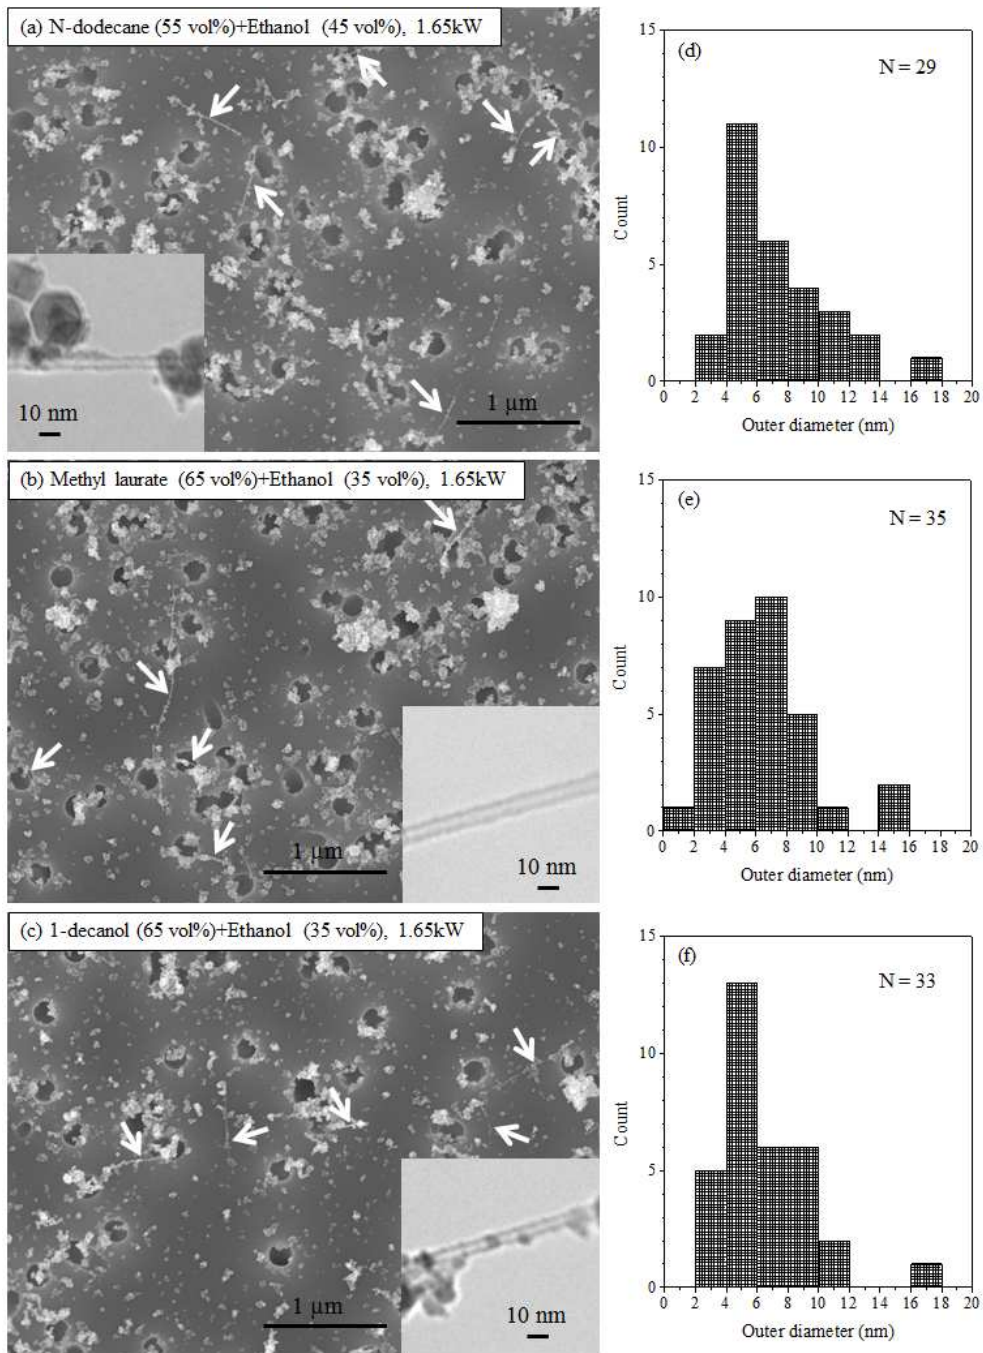 (a) N-dodecane (55 vol%)+Ethanol (45 vol%), 1.65kW
10 nm
1 µm
(d)
N = 29
15
10
5
0
Count
0 2 4 6 8 10 12 14 16 18 20
Outer diameter (nm)
(b) Methyl laurate (65 vol%)+Ethanol (35 vol%), 1.65kW
1 µm
10 nm
(e)
N = 35
15
10
5
0
Count
0 2 4 6 8 10 12 14 16 18 20
Outer diameter (nm)
(c) 1-decanol (65 vol%)+Ethanol (35 vol%), 1.65kW
1 µm
10 nm
(f)
N = 33
15
10
5
0
Count
0 2 4 6 8 10 12 14 16 18 20
Outer diameter (nm)